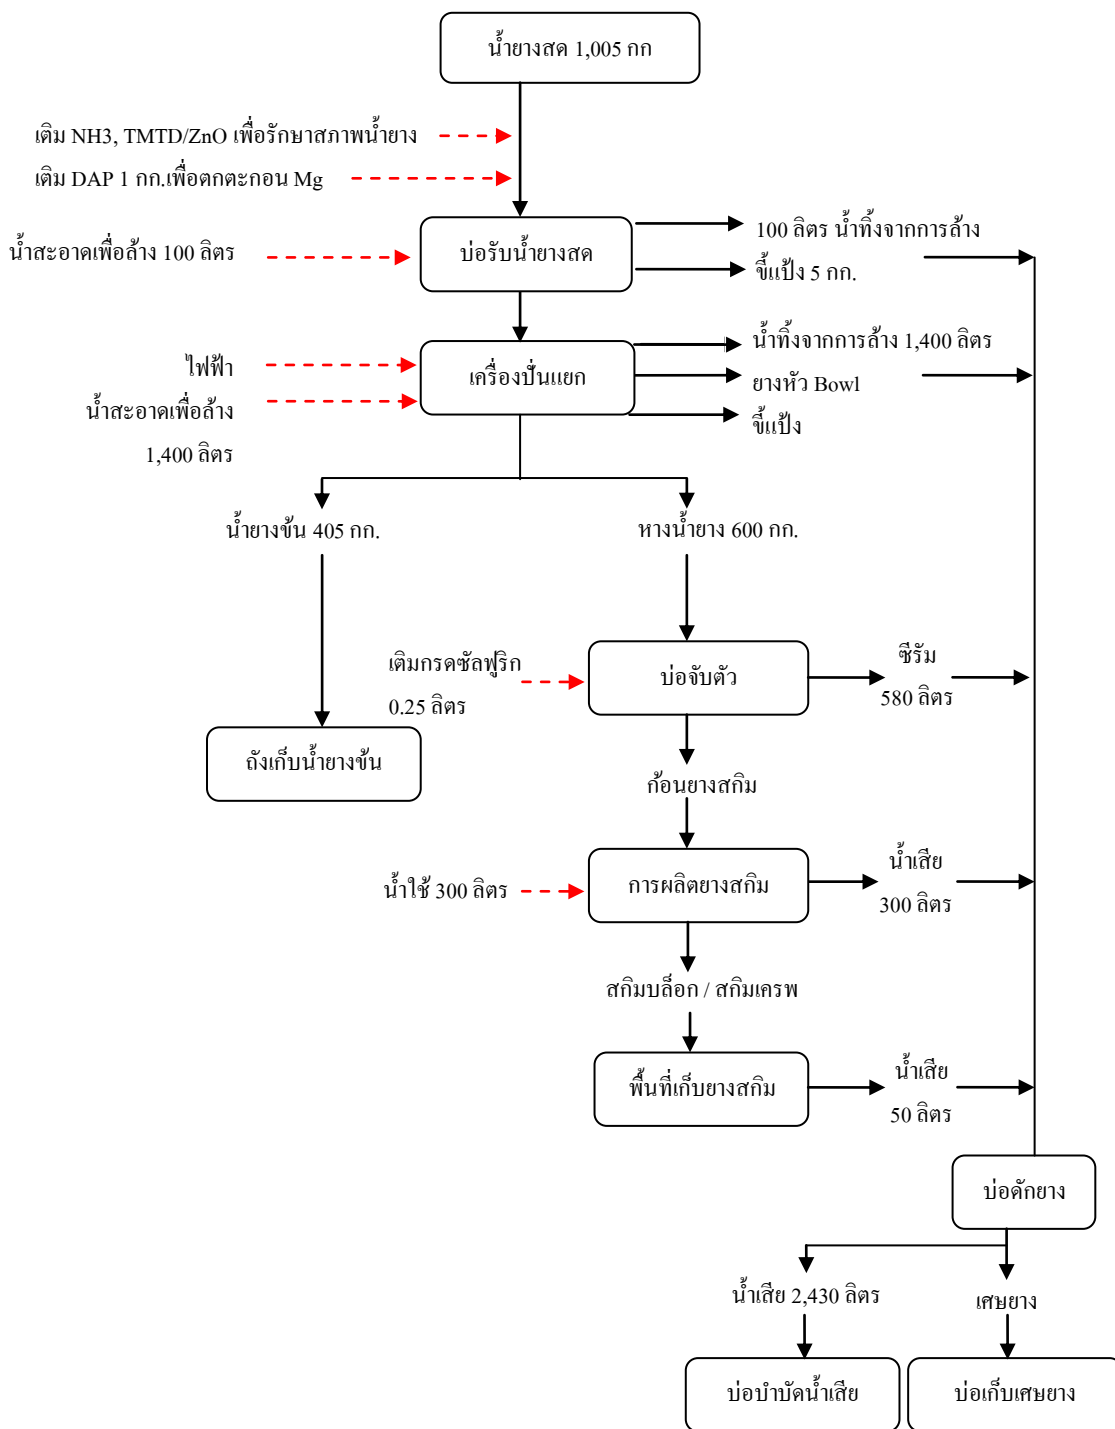 น้ำยางสด 1,005 กก
เติม NH3, TMTD/ZnO เพื่อรักษาสภาพน้ำยาง
เติม DAP 1 กก.เพื่อตกตะกอน Mg
น้ำสะอาดเพื่อล้าง 100 ลิตร
บ่อรับน้ำยางสด
100 ลิตร น้ำทิ้งจากการล้าง
ขี้แป้ง 5 กก.
ไฟฟ้า
น้ำสะอาดเพื่อล้าง
1,400 ลิตร
เครื่องปั่นแยก
น้ำทิ้งจากการล้าง 1,400 ลิตร
ยางหัว Bowl
ขี้แป้ง
น้ำยางข้น 405 กก.
หางน้ำยาง 600 กก.
เติมกรดซัลฟูริก
0.25 ลิตร
บ่อจับตัว
ซีรัม
580 ลิตร
ถังเก็บน้ำยางข้น
ก้อนยางสกิม
น้ำใช้ 300 ลิตร
การผลิตยางสกิม
น้ำเสีย
300 ลิตร
สกิมบล็อก / สกิมเครพ
พื้นที่เก็บยางสกิม
น้ำเสีย
50 ลิตร
บ่อดักยาง
น้ำเสีย 2,430 ลิตร
เศษยาง
บ่อบำบัดน้ำเสีย
บ่อเก็บเศษยาง